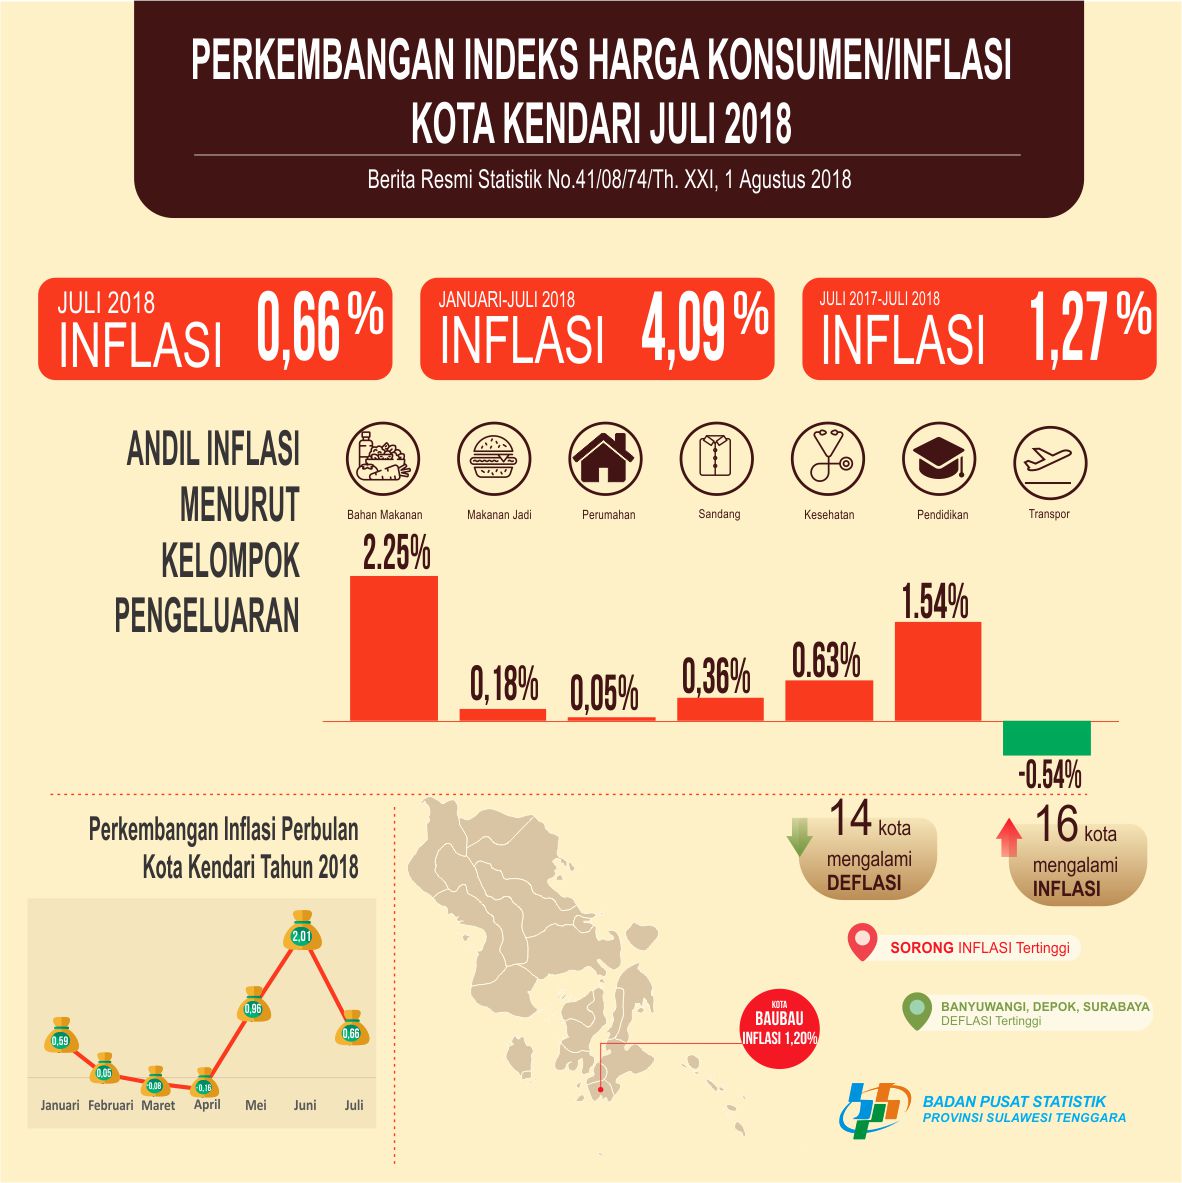 PERKEMBANGAN INDEKS HARGA KONSUMEN/INFLASI
KOTA KENDARI JULI 2018
Berita Resmi Statistik No.41/08/74/Th. XXI, 1 Agustus 2018
JULI 2018
INFLASI
0,66 %
JANUARI-JULI 2018
INFLASI
4,09 %
JULI 2017-JULI 2018
INFLASI
1,27 %
ANDIL INFLASI
MENURUT
KELOMPOK
PENGELUARAN
Bahan Makanan
Makanan Jadi
Perumahan
Sandang
Kesehatan
Pendidikan
Transpor
2.25%
0,18%
0,05%
0,36%
0.63%
1.54%
-0.54%
Perkembangan Inflasi Perbulan
Kota Kendari Tahun 2018
0,59
0,05
-0,08
-0,16
0,96
2,01
0,66
Januari
Februari
Maret
April
Mei
Juni
Juli
KOTA
BAUBAU
INFLASI 1,20%
14 kota
mengalami
DEFLASI
16 kota
mengalami
INFLASI
SORONG INFLASI Tertinggi
BANYUWANGI, DEPOK, SURABAYA
DEFLASI Tertinggi
BADAN PUSAT STATISTIK
PROVINSI SULAWESI TENGGARA